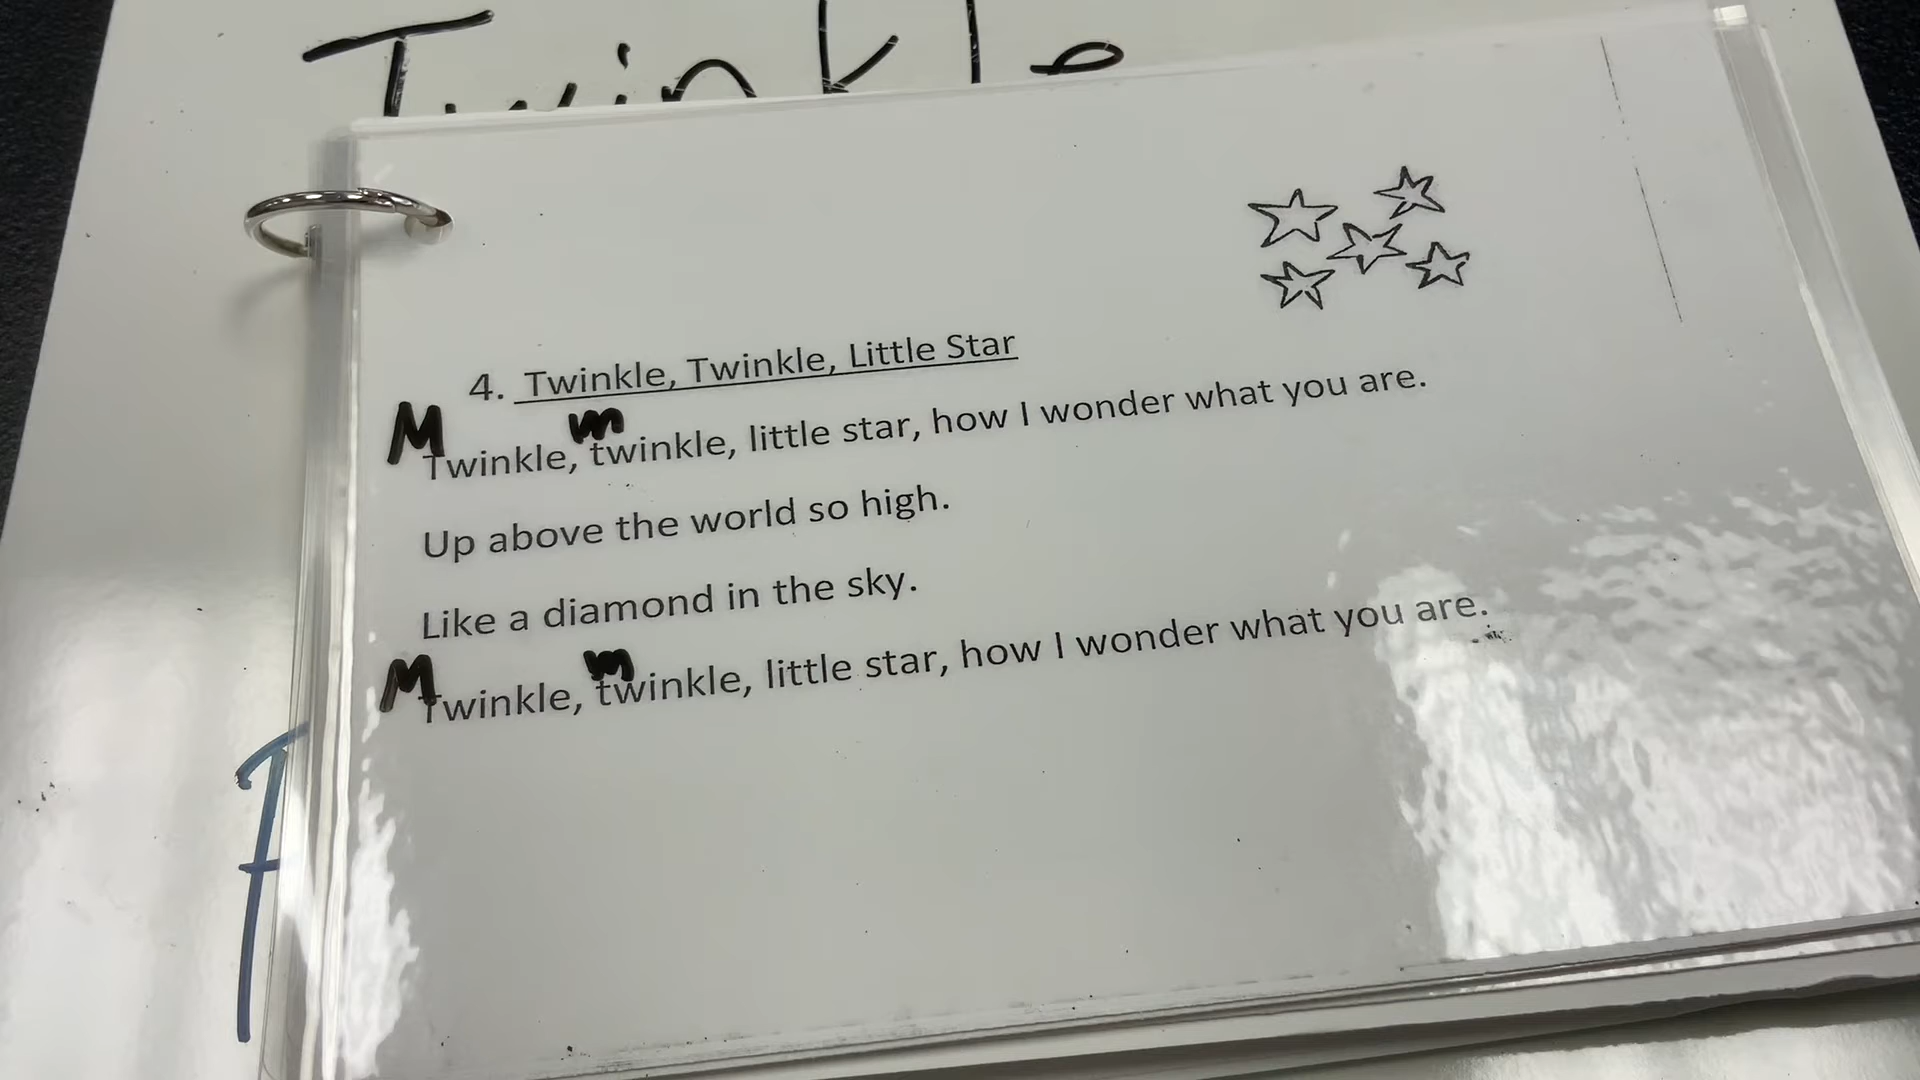 Twinkle
4. Twinkle, Twinkle, Little Star
M m
Twinkle, twinkle, little star, how I wonder what you are.
Up above the world so high.
Like a diamond in the sky.
M m
Twinkle, twinkle, little star, how I wonder what you are.